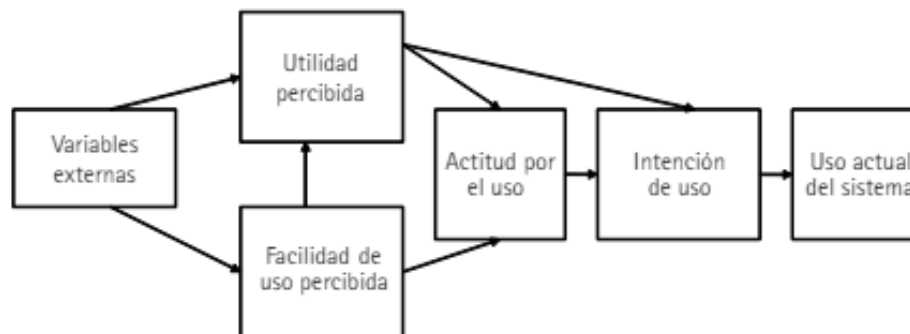 Utilidad
percibida
Variables
externas
Actitud por
el uso
Intención
de uso
Uso actual
del sistema
Facilidad de
uso percibida